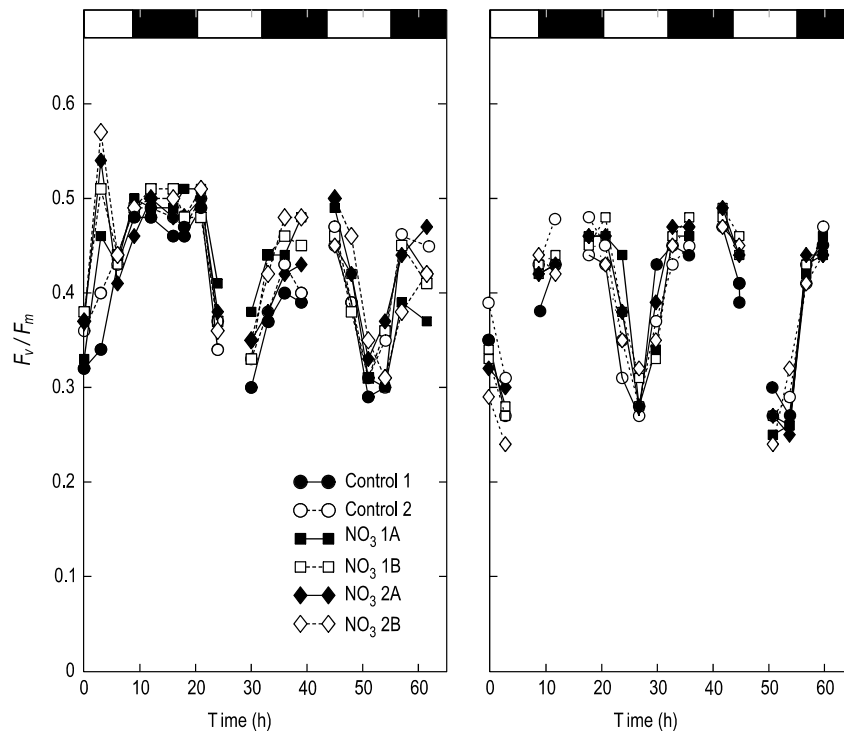 0.6
0.5
0.4
0.3
0.2
0.1
0
Fv / Fm
Control 1
Control 2
NO3 1A
NO3 1B
NO3 2A
NO3 2B
0 10 20 30 40 50 60
Time (h)
0 10 20 30 40 50 60
Time (h)